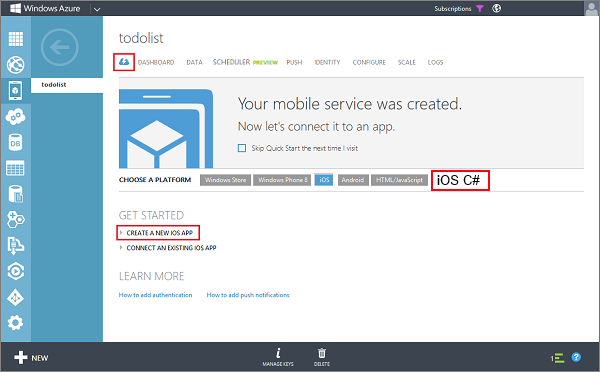 Windows Azure
Subscriptions
todolist
todolist
DASHBOARD DATA SCHEDULER PREVIEW PUSH IDENTITY CONFIGURE SCALE LOGS
Your mobile service was created.
Now let's connect it to an app.
Skip Quick Start the next time I visit
CHOOSE A PLATFORM Windows Store Windows Phone 8 iOS Android HTML/JavaScript iOS C#
GET STARTED
CREATE A NEW IOS APP
CONNECT AN EXISTING IOS APP
LEARN MORE
How to add authentication How to add push notifications
DB
NEW
MANAGE KEYS DELETE
1 ?